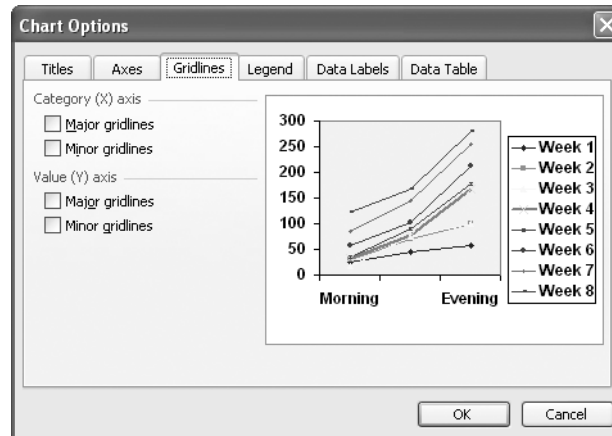 Chart Options
Titles Axes Gridlines Legend Data Labels Data Table
Category (X) axis
Major gridlines
Minor gridlines
Value (Y) axis
Major gridlines
Minor gridlines
300
250
200
150
100
50
0
Morning Evening
Week 1
Week 2
Week 3
Week 4
Week 5
Week 6
Week 7
Week 8
OK Cancel